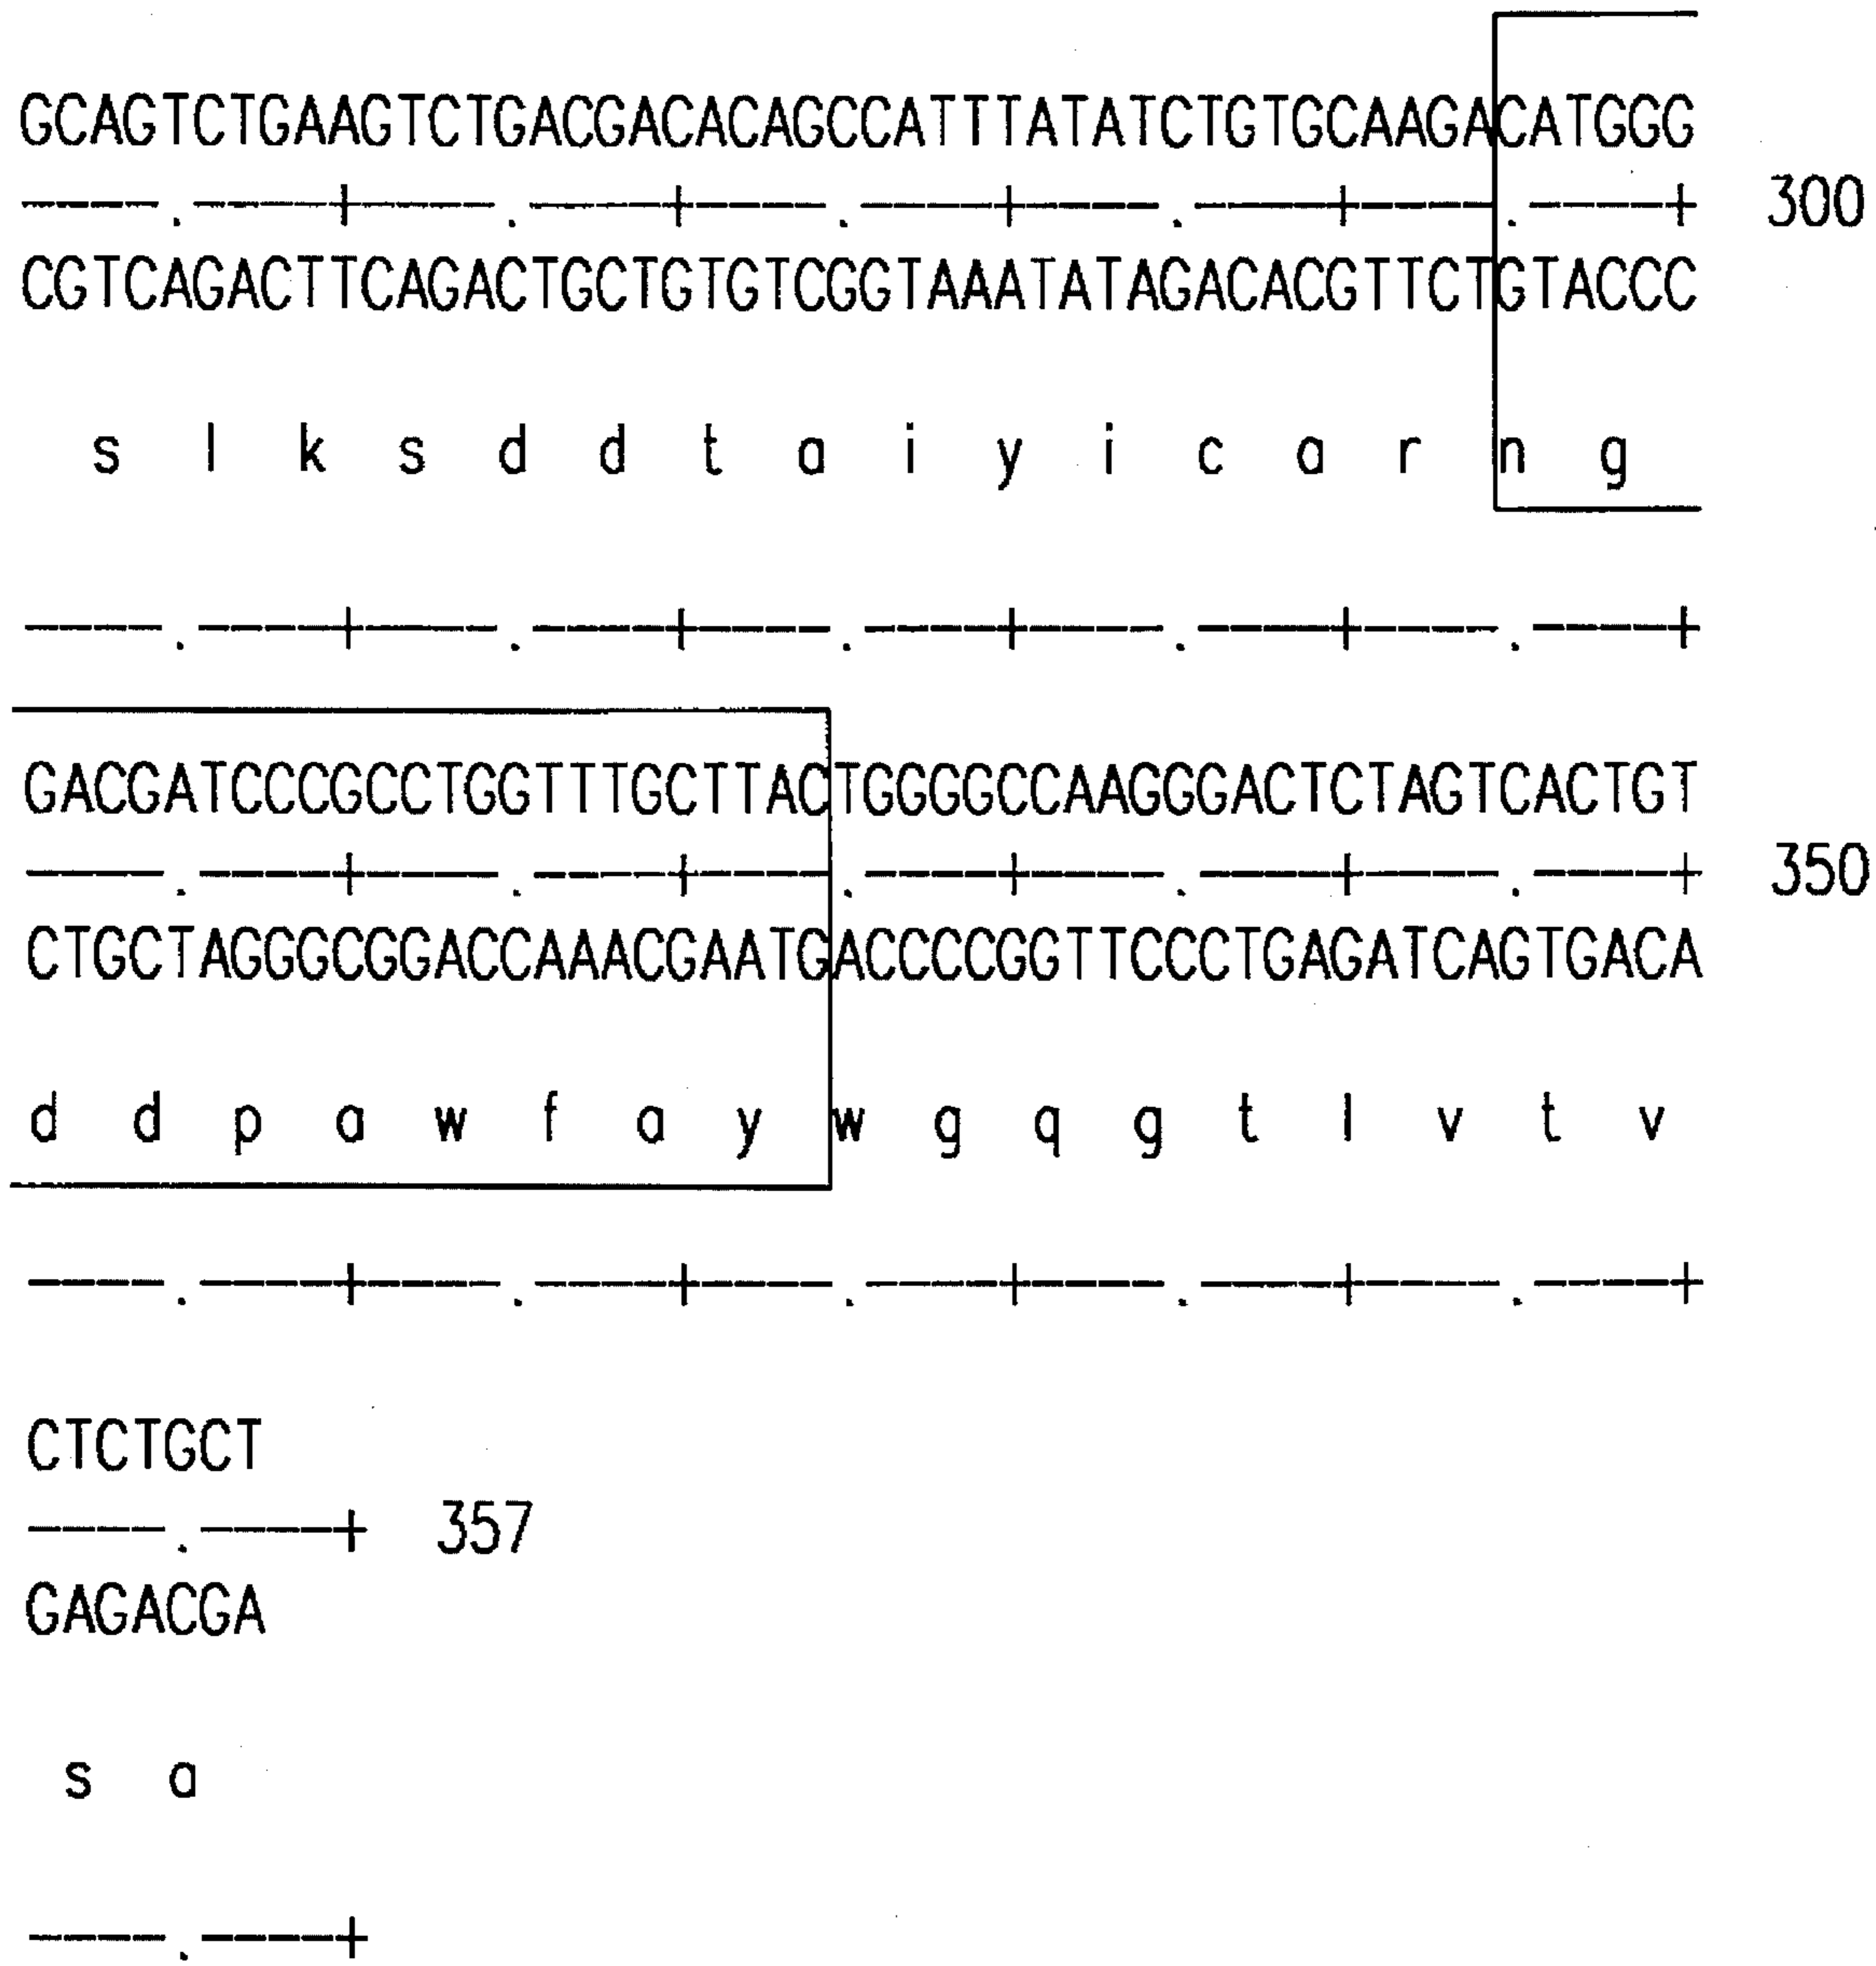 GCAGTCTGAAGTCTGACGACACAGCCATTTATATCTGTGCAAGACATGGG
----.----+----.----+----.----+----.----+----.----+ 300
CGTCAGACTTCAGACTGCTGTGTCGGTAAATATAGACACGTTCTGTACCC
s l k s d d t a i y i c a r n g
----.----+----.----+----.----+----.----+----.----+
GACGATCCCGCCTGGTTTGCTTACTGGGGCCAAGGGACTCTAGTCACTGT
----.----+----.----+----.----+----.----+----.----+ 350
CTGCTAGGGCGGACCAAACGAATGACCCCGGTTCCCTGAGATCAGTGACA
d d p a w f a y w g q g t l v t v
----.----+----.----+----.----+----.----+----.----+
CTCTGCT
----.----+ 357
GAGACGA
s a
----.----+